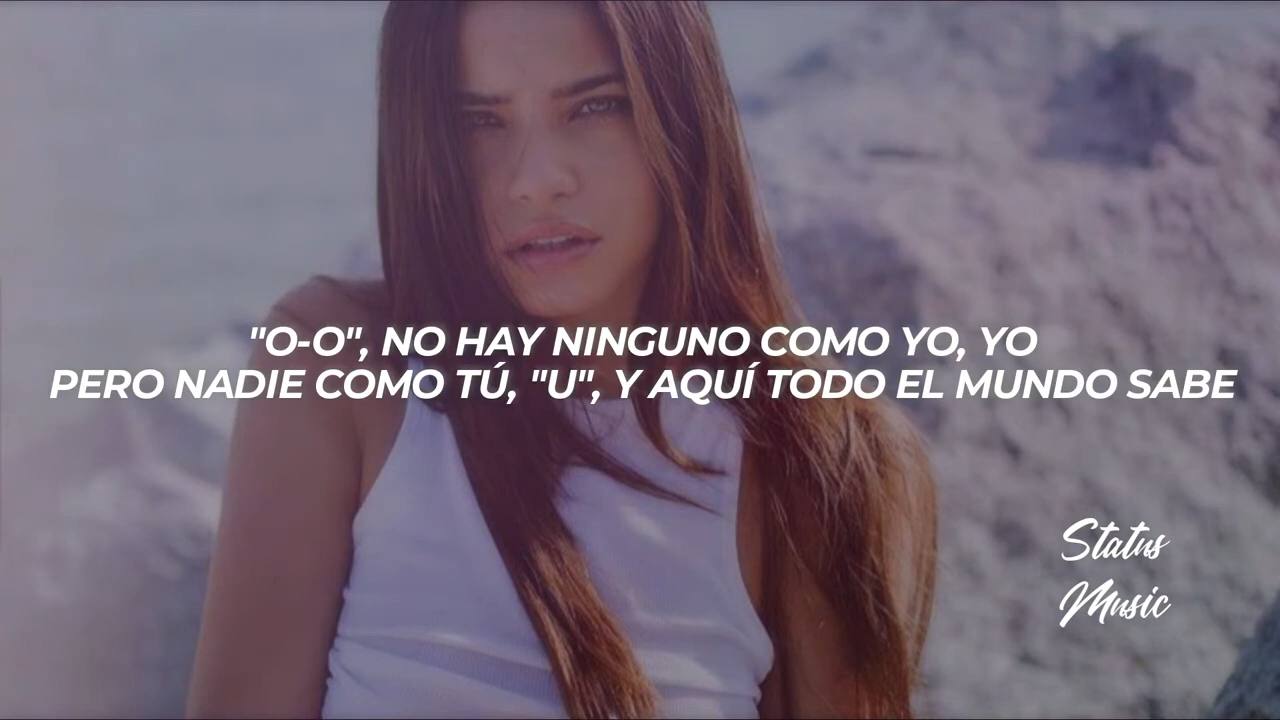 "O-O", NO HAY NINGUNO COMO YO, YO
PERO NADIE COMO TÚ, "U", Y AQUÍ TODO EL MUNDO SABE
Status
Music